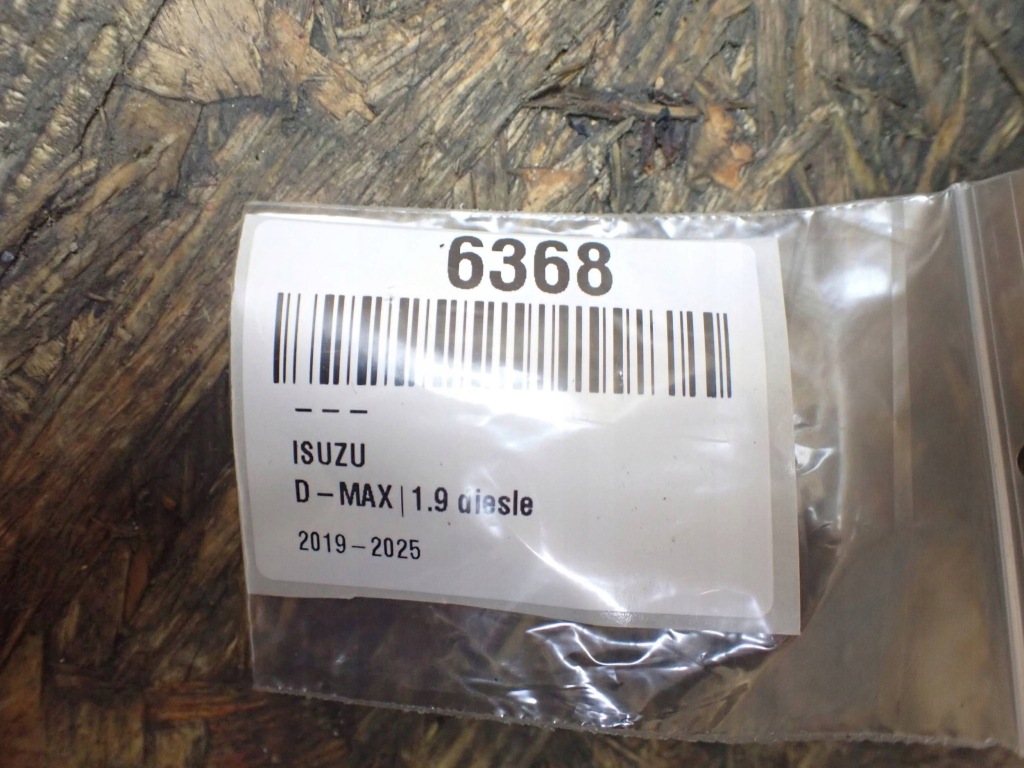 6368
– – –
ISUZU
D – MAX | 1.9 diesle
2019 – 2025